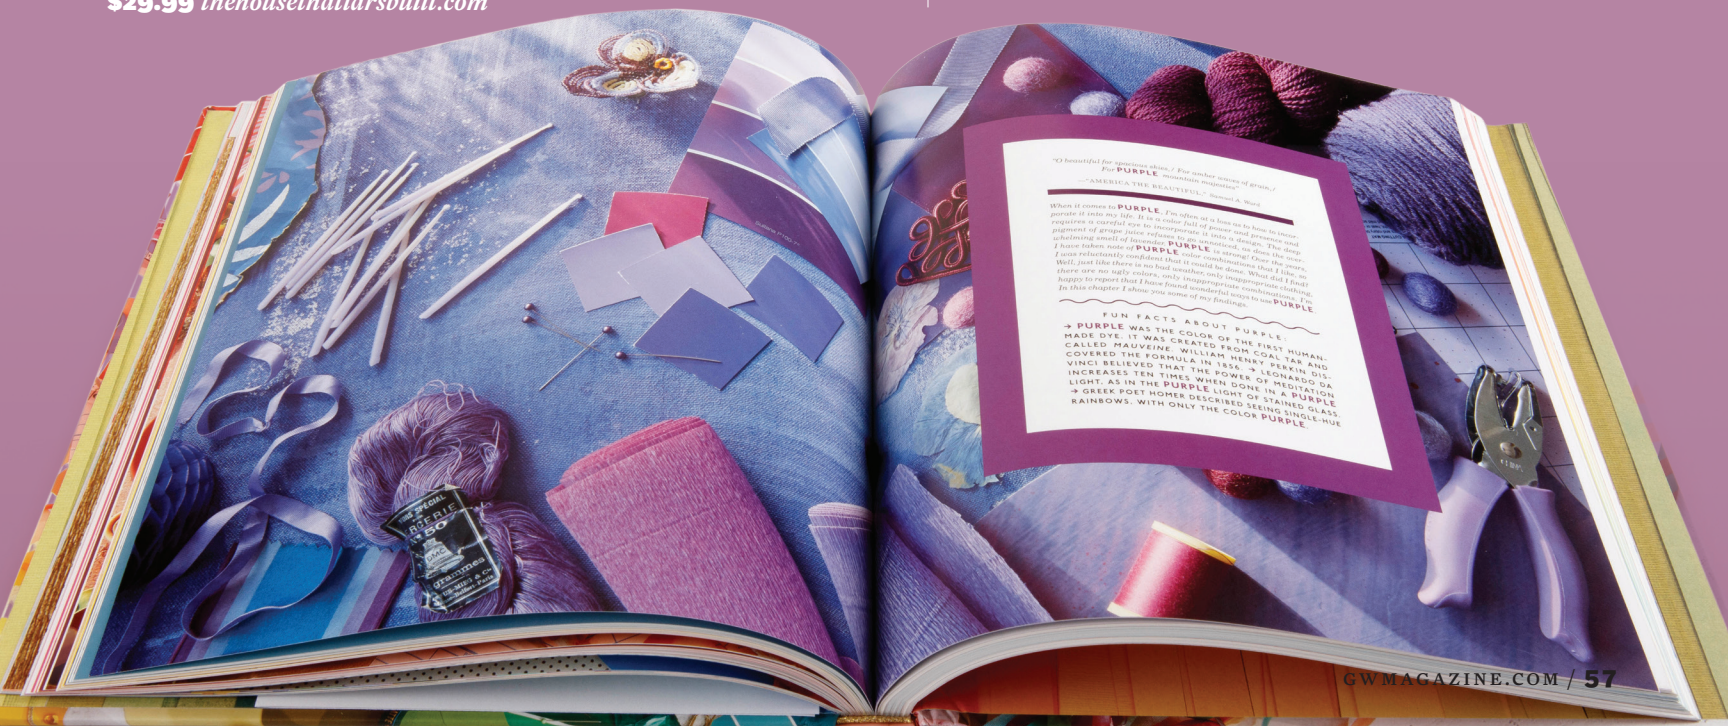 $29.99 thehousethatlarsbuilt.com
"O beautiful for spacious skies, / For amber waves of grain, /
For PURPLE mountain majesties"
—"AMERICA THE BEAUTIFUL," Samuel A. Ward
When it comes to PURPLE, I'm often at a loss as to how to incor-
porate it into my life. It is a color full of power and presence and
requires a careful eye to incorporate it into a design. The deep
pigment of grape juice refuses to go unnoticed, as does the over-
whelming smell of lavender. PURPLE is strong! Over the years,
I have taken note of PURPLE color combinations that I like, so
I was reluctantly confident that it could be done. What did I find?
Well, just like there is no bad weather, only inappropriate clothing,
there are no ugly colors, only inappropriate combinations. I'm
happy to report that I have found wonderful ways to use PURPLE.
In this chapter I show you some of my findings.
FUN FACTS ABOUT PURPLE:
→ PURPLE WAS THE COLOR OF THE FIRST HUMAN-
MADE DYE. IT WAS CREATED FROM COAL TAR AND
CALLED MAUVEINE. WILLIAM HENRY PERKIN DIS-
COVERED THE FORMULA IN 1856. → LEONARDO DA
VINCI BELIEVED THAT THE POWER OF MEDITATION
INCREASES TEN TIMES WHEN DONE IN A PURPLE
LIGHT, AS IN THE PURPLE LIGHT OF STAINED GLASS.
→ GREEK POET HOMER DESCRIBED SEEING SINGLE-HUE
RAINBOWS, WITH ONLY THE COLOR PURPLE.
SPÉCIAL
DMC
grammes
Belfort-Paris
GWMAGAZINE.COM / 57